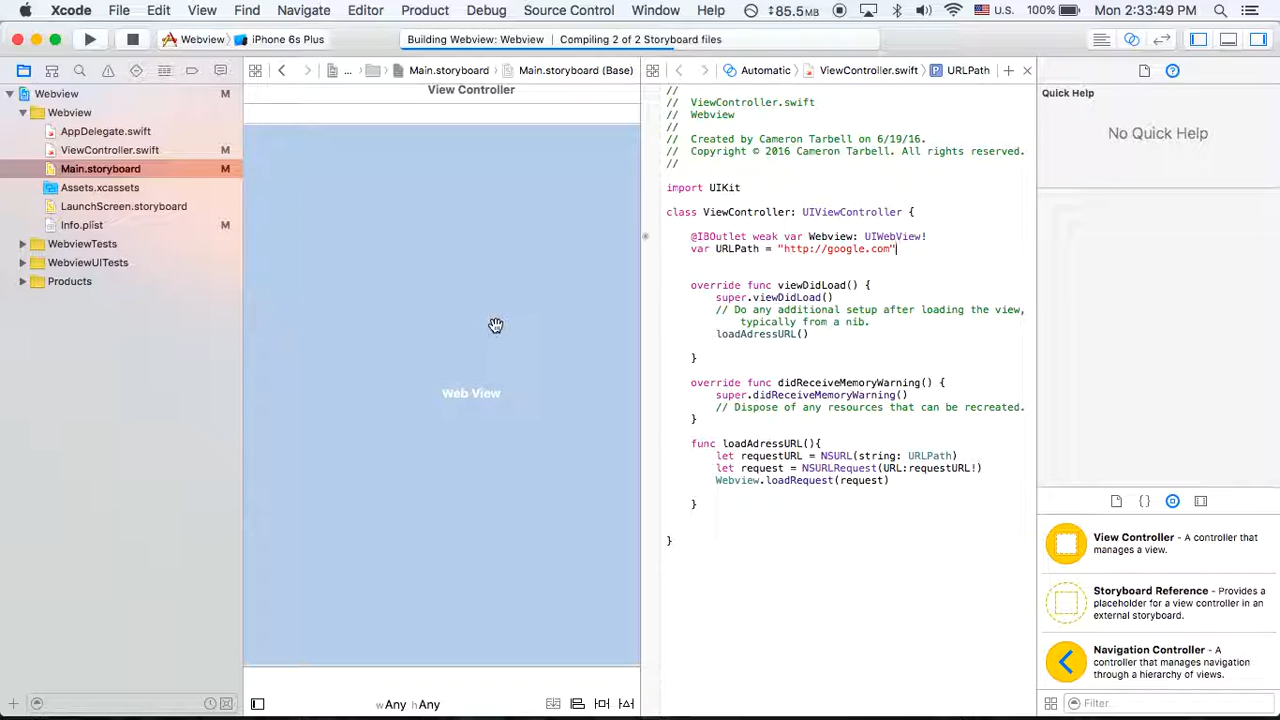 Xcode File Edit View Find Navigate Editor Product Debug Source Control Window Help 85.5MB U.S. 100% Mon 2:33:49 PM
Webview iPhone 6s Plus
Building Webview: Webview Compiling 2 of 2 Storyboard files
... Main.storyboard Main.storyboard (Base)
Automatic ViewController.swift P URLPath
Webview M
Webview
AppDelegate.swift
ViewController.swift M
Main.storyboard M
Assets.xcassets
LaunchScreen.storyboard
Info.plist M
WebviewTests
WebviewUITests
Products
View Controller
Web View
wAny hAny
//
// ViewController.swift
// Webview
//
// Created by Cameron Tarbell on 6/19/16.
// Copyright © 2016 Cameron Tarbell. All rights reserved.
//
import UIKit
class ViewController: UIViewController {
@IBOutlet weak var Webview: UIWebView!
var URLPath = "http://google.com"
override func viewDidLoad() {
super.viewDidLoad()
// Do any additional setup after loading the view,
typically from a nib.
loadAdressURL()
}
override func didReceiveMemoryWarning() {
super.didReceiveMemoryWarning()
// Dispose of any resources that can be recreated.
}
func loadAdressURL(){
let requestURL = NSURL(string: URLPath)
let request = NSURLRequest(URL:requestURL!)
Webview.loadRequest(request)
}
}
Quick Help
No Quick Help
{}
View Controller - A controller that
manages a view.
Storyboard Reference - Provides a
placeholder for a view controller in an
external storyboard.
Navigation Controller - A
controller that manages navigation
through a hierarchy of views.
Filter